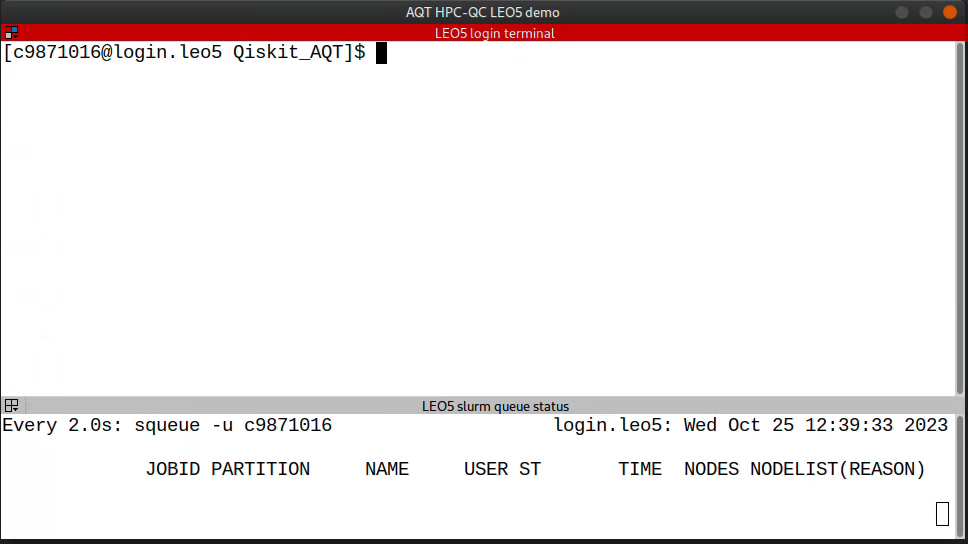 AQT HPC-QC LEO5 demo
LEO5 login terminal
[c9871016@login.leo5 Qiskit_AQT]$
LEO5 slurm queue status
Every 2.0s: squeue -u c9871016 login.leo5: Wed Oct 25 12:39:33 2023
JOBID PARTITION NAME USER ST TIME NODES NODELIST(REASON)